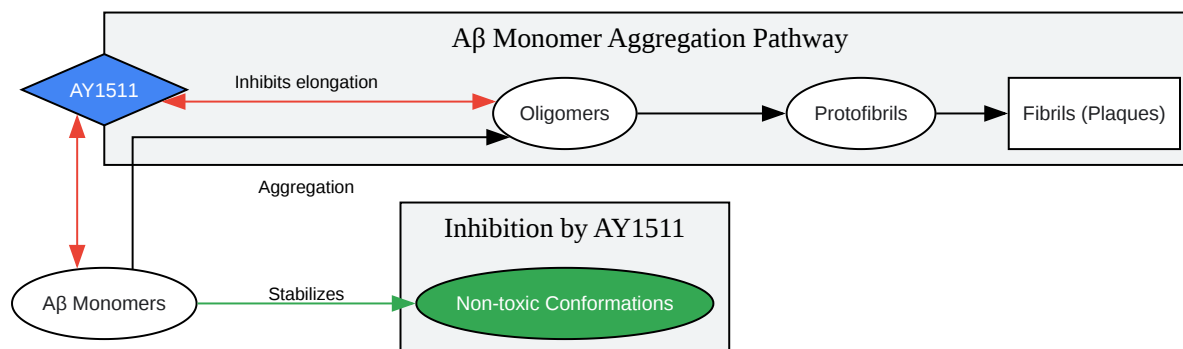 Aβ Monomer Aggregation Pathway
AY1511
Inhibits elongation
Oligomers
Protofibrils
Fibrils (Plaques)
Aggregation
Inhibition by AY1511
Aβ Monomers
Stabilizes
Non-toxic Conformations